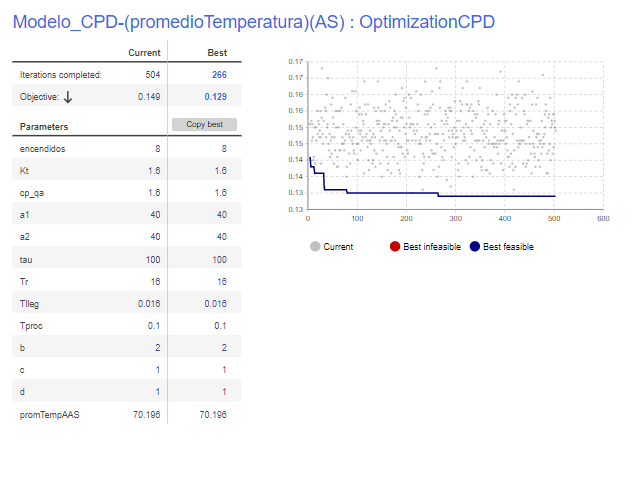 Modelo_CPD-(promedioTemperatura)(AS) : OptimizationCPD
Current Best
Iterations completed: 504 266
Objective: 0.149 0.129
Parameters Copy best
encendidos 8 8
Kt 1.6 1.6
cp_qa 1.6 1.6
a1 40 40
a2 40 40
tau 100 100
Tr 16 16
Tlleg 0.016 0.016
Tproc 0.1 0.1
b 2 2
c 1 1
d 1 1
promTempAAS 70.196 70.196
0.17
0.16
0.16
0.15
0.15
0.14
0.14
0.13
0.13
0 100 200 300 400 500 600
Current Best infeasible Best feasible